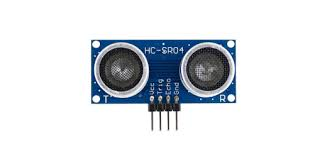 HC-SR04
Vcc
Trig
Echo
Gnd
T
R